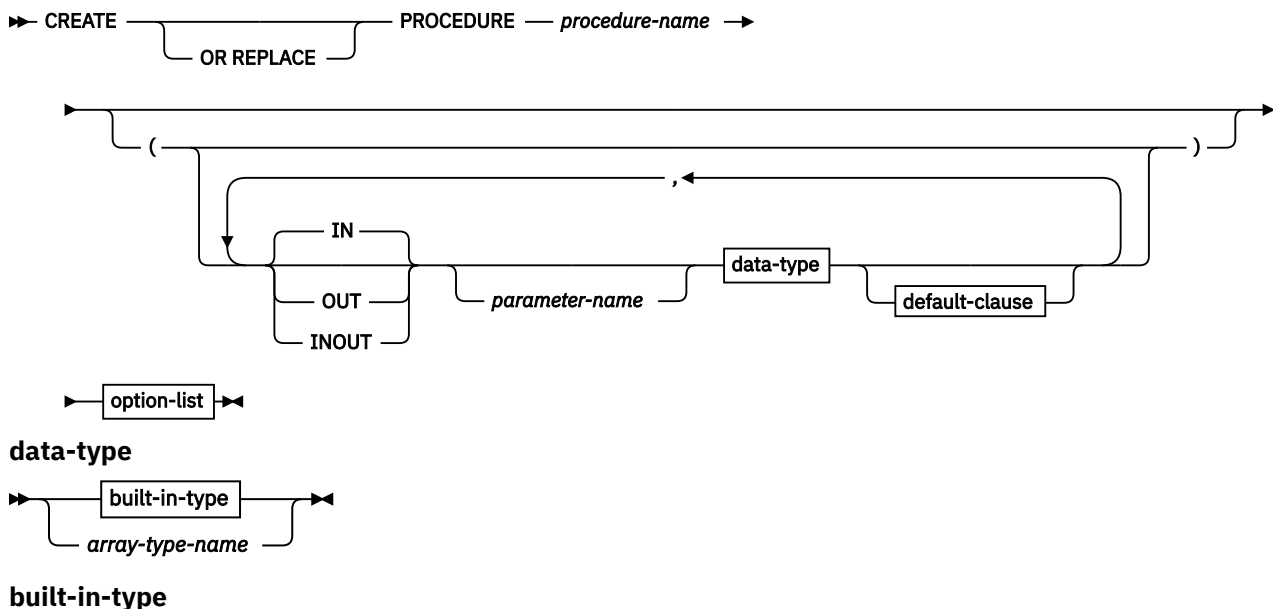 CREATE OR REPLACE PROCEDURE procedure-name
( )
,
IN
OUT
INOUT
parameter-name
data-type
default-clause
option-list
data-type
built-in-type
array-type-name
built-in-type